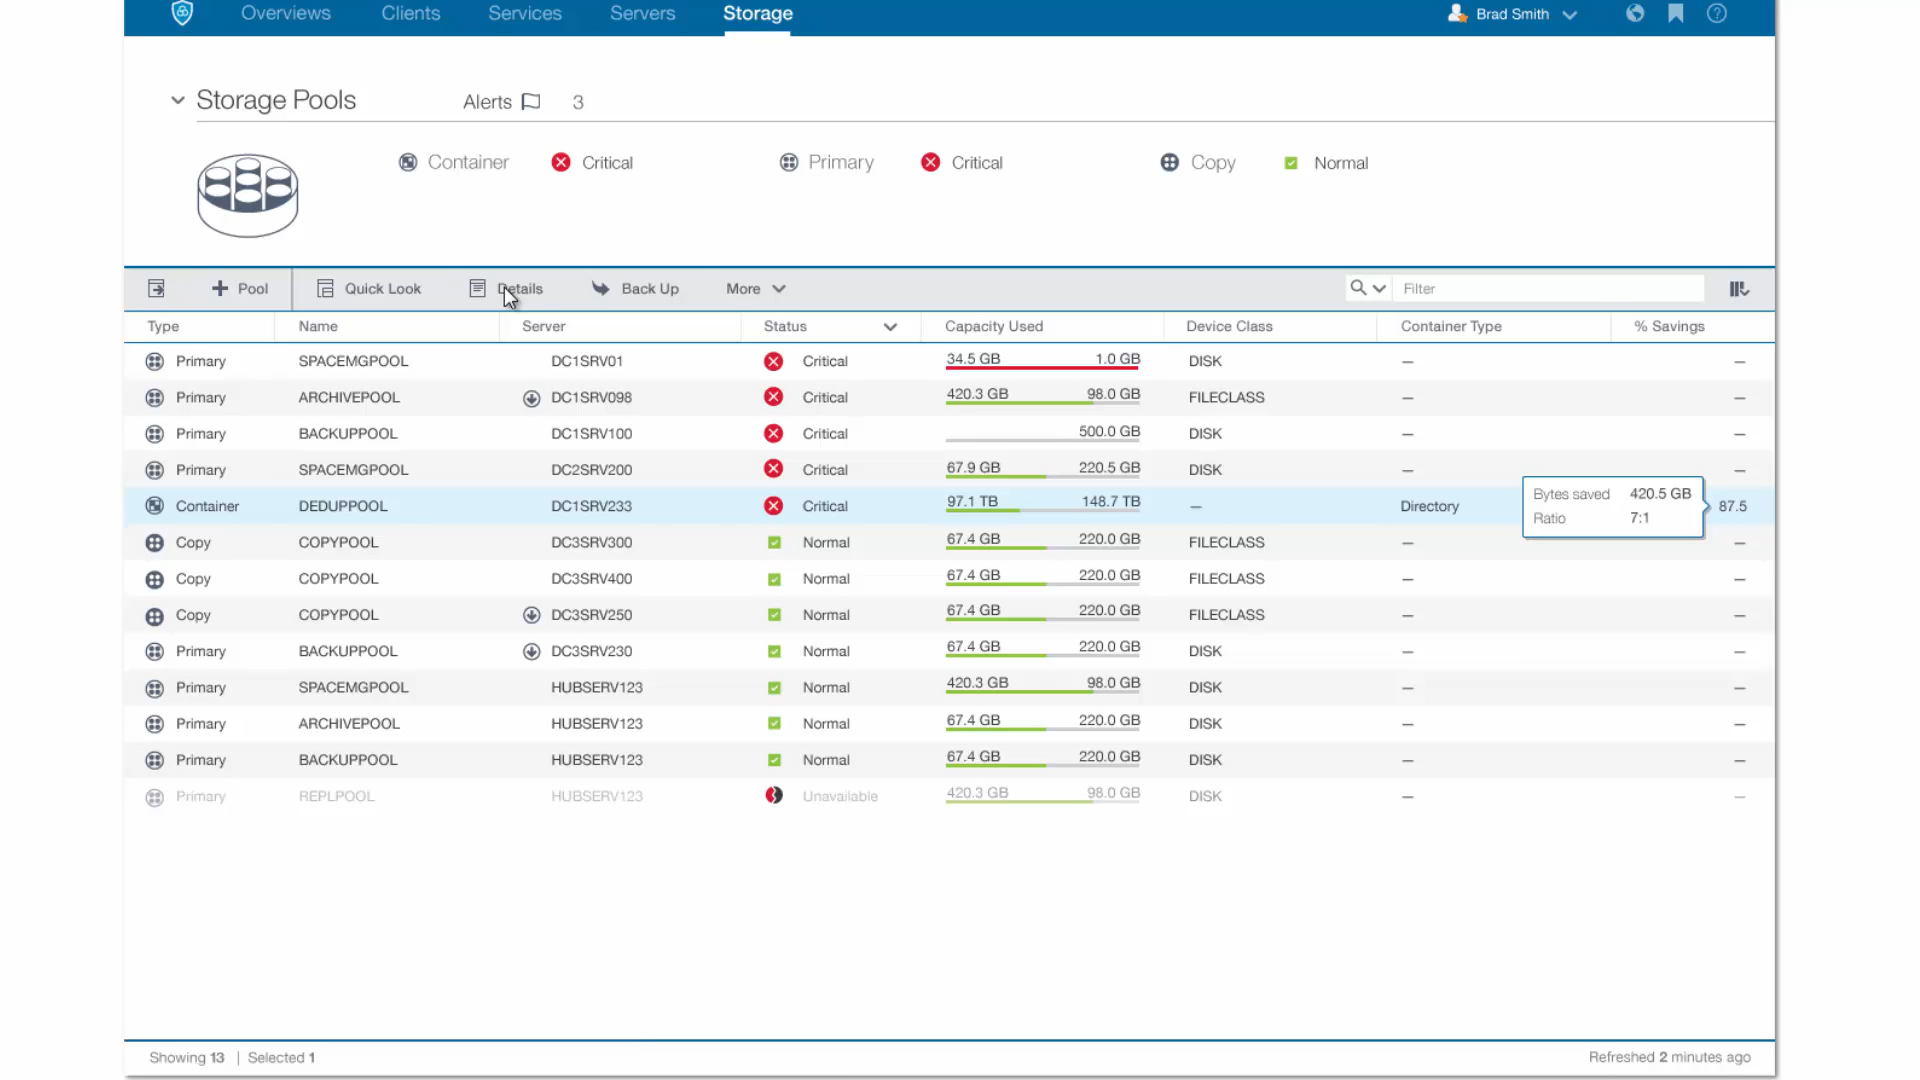 Overviews Clients Services Servers Storage Brad Smith
Storage Pools Alerts 3
Container Critical Primary Critical Copy Normal
Pool Quick Look Details Back Up More Filter
Type Name Server Status Capacity Used Device Class Container Type % Savings
Primary SPACEMGPOOL DC1SRV01 Critical 34.5 GB 1.0 GB DISK — —
Primary ARCHIVEPOOL DC1SRV098 Critical 420.3 GB 98.0 GB FILECLASS — —
Primary BACKUPPOOL DC1SRV100 Critical 500.0 GB DISK — —
Primary SPACEMGPOOL DC2SRV200 Critical 67.9 GB 220.5 GB DISK — —
Container DEDUPPOOL DC1SRV233 Critical 97.1 TB 148.7 TB — Directory 87.5
Bytes saved 420.5 GB
Ratio 7:1
Copy COPYPOOL DC3SRV300 Normal 67.4 GB 220.0 GB FILECLASS — —
Copy COPYPOOL DC3SRV400 Normal 67.4 GB 220.0 GB FILECLASS — —
Copy COPYPOOL DC3SRV250 Normal 67.4 GB 220.0 GB FILECLASS — —
Primary BACKUPPOOL DC3SRV230 Normal 67.4 GB 220.0 GB DISK — —
Primary SPACEMGPOOL HUBSERV123 Normal 420.3 GB 98.0 GB DISK — —
Primary ARCHIVEPOOL HUBSERV123 Normal 67.4 GB 220.0 GB DISK — —
Primary BACKUPPOOL HUBSERV123 Normal 67.4 GB 220.0 GB DISK — —
Primary REPLPOOL HUBSERV123 Unavailable 420.3 GB 98.0 GB DISK — —
Showing 13 | Selected 1 Refreshed 2 minutes ago